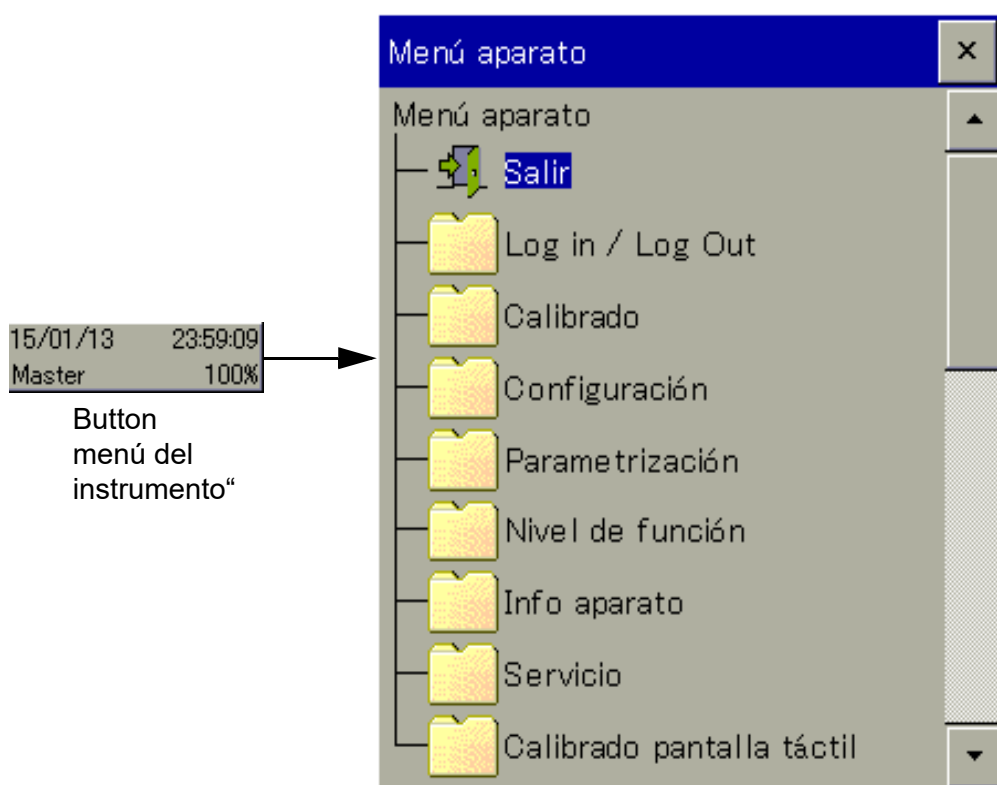 Menú aparato
×
Menú aparato
Salir
Log in / Log Out
Calibrado
Configuración
Parametrización
Nivel de función
Info aparato
Servicio
Calibrado pantalla táctil
15/01/13 23:59:09
Master 100%
Button
menú del
instrumento“